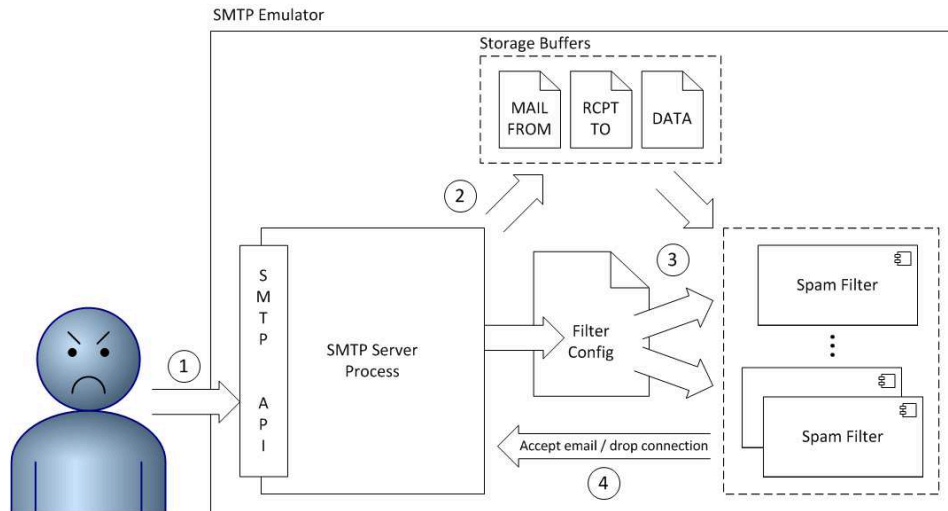 SMTP Emulator
Storage Buffers
MAIL
FROM
RCPT
TO
DATA
2
3
S
M
T
P
A
P
I
SMTP Server
Process
Filter
Config
Spam Filter
1
Spam Filter
Accept email / drop connection
4